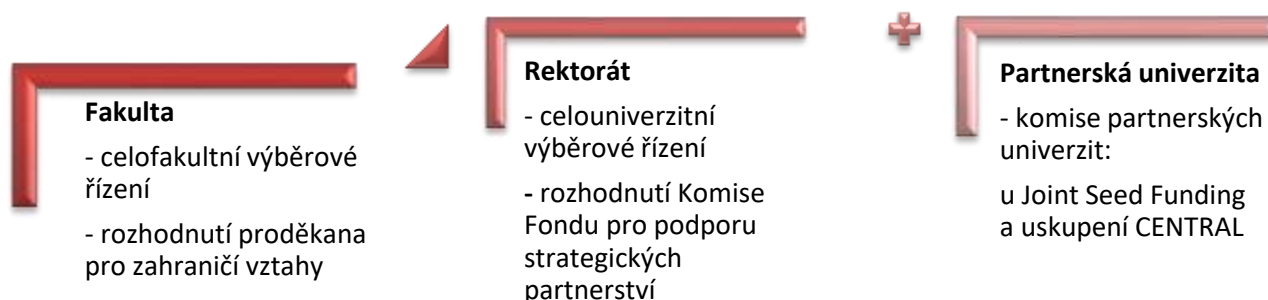 Fakulta
- celofakultní výběrové
řízení
- rozhodnutí proděkana
pro zahraničí vztahy
Rektorát
- celouniverzitní
výběrové řízení
- rozhodnutí Komise
Fondu pro podporu
strategických
partnerství
Partnerská univerzita
- komise partnerských
univerzit:
u Joint Seed Funding
a uskupení CENTRAL